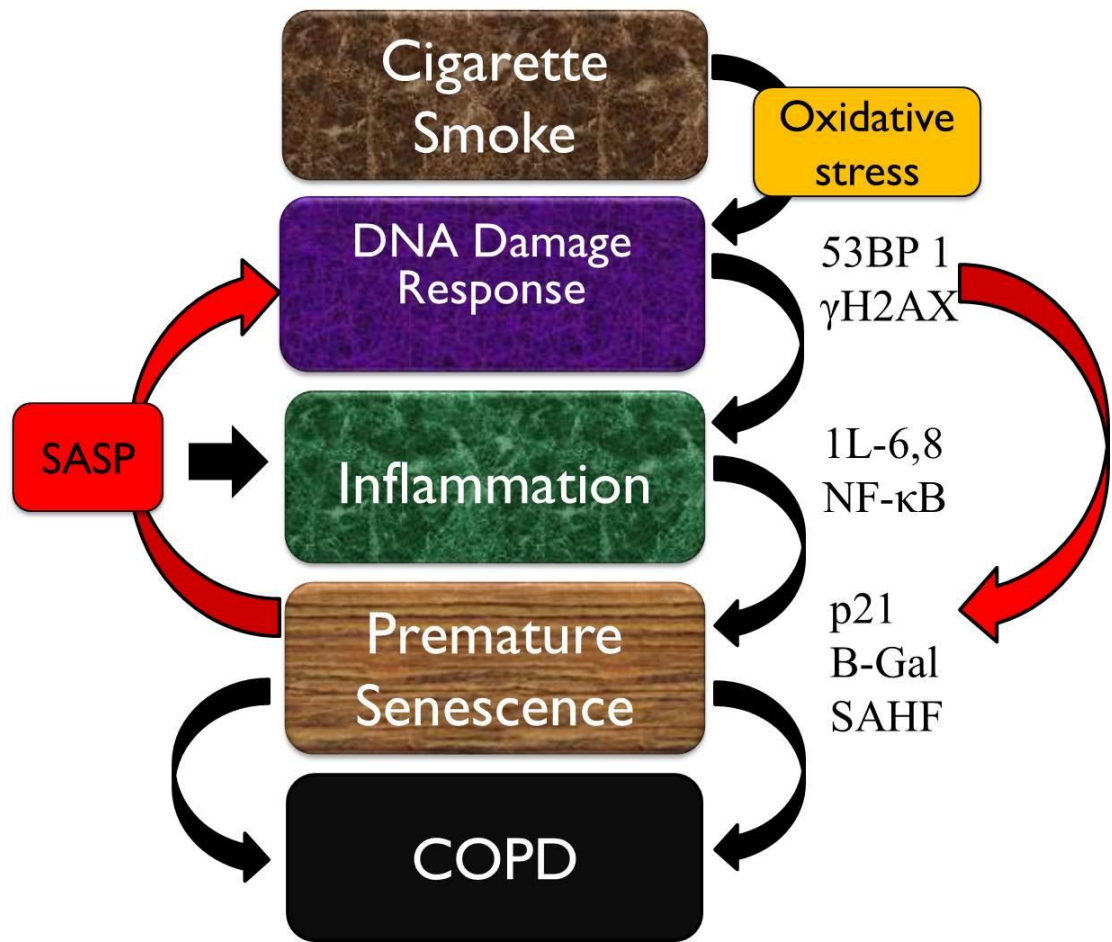 Cigarette
Smoke
Oxidative
stress
DNA Damage
Response
53BP 1
γH2AX
SASP
Inflammation
1L-6,8
NF-κB
Premature
Senescence
p21
B-Gal
SAHF
COPD